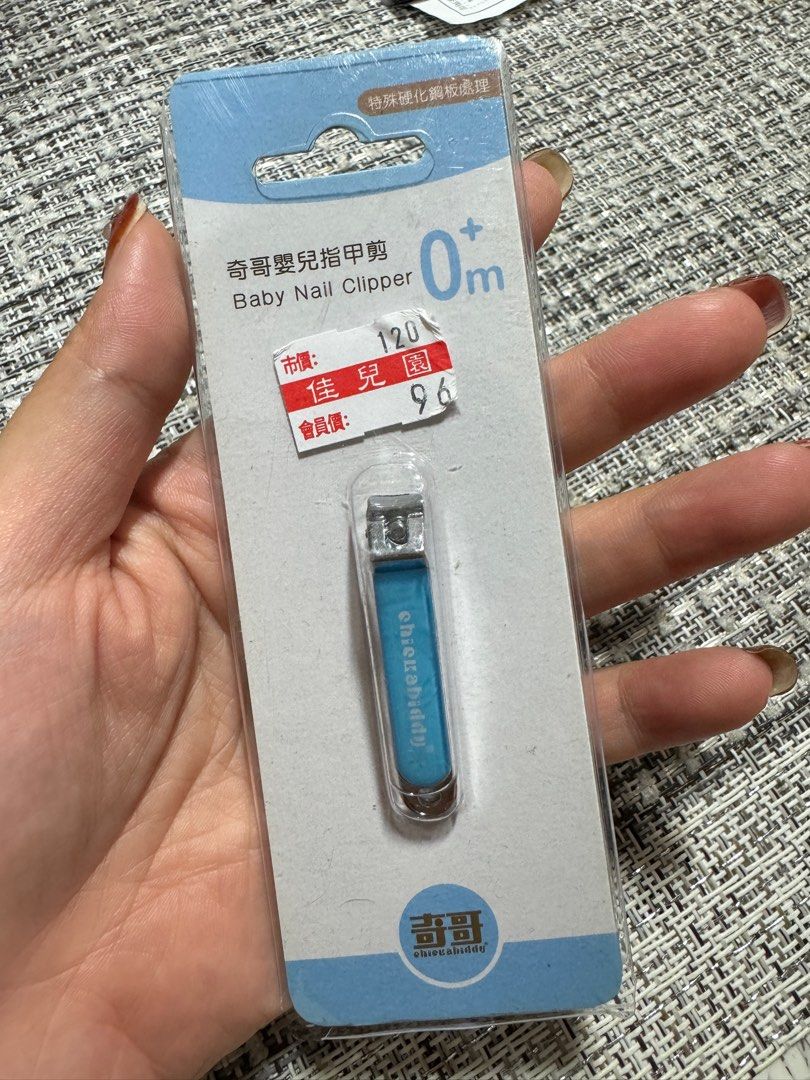 特殊硬化鋼板處理
奇哥嬰兒指甲剪
Baby Nail Clipper
0+m
市價: 120
佳兒園
會員價: 96
chickabiddy
奇哥
chickabiddy